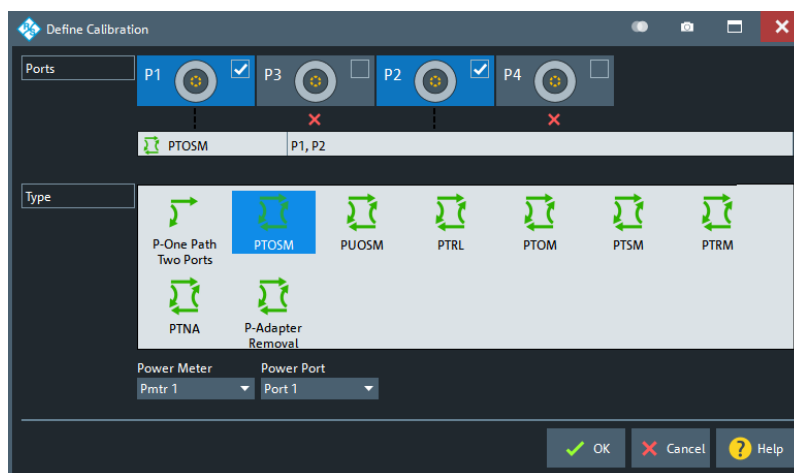 Define Calibration
Ports
P1
P3
P2
P4
PTOSM
P1, P2
Type
P-One Path
Two Ports
PTOSM
PUOSM
PTRL
PTOM
PTSM
PTRM
PTNA
P-Adapter
Removal
Power Meter
Power Port
Pmtr 1
Port 1
OK
Cancel
? Help